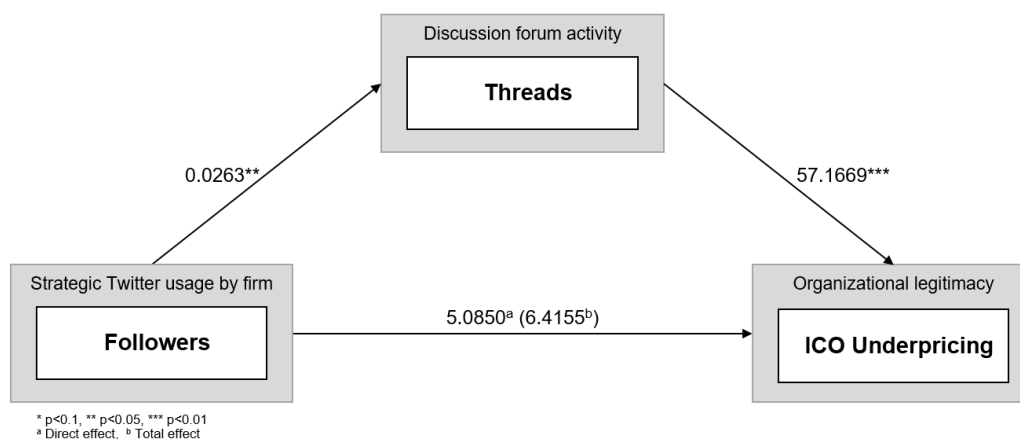 Discussion forum activity
Threads
0.0263**
57.1669***
Strategic Twitter usage by firm
Followers
5.0850ᵃ (6.4155ᵇ)
Organizational legitimacy
ICO Underpricing
* p<0.1, ** p<0.05, *** p<0.01
ᵃ Direct effect, ᵇ Total effect